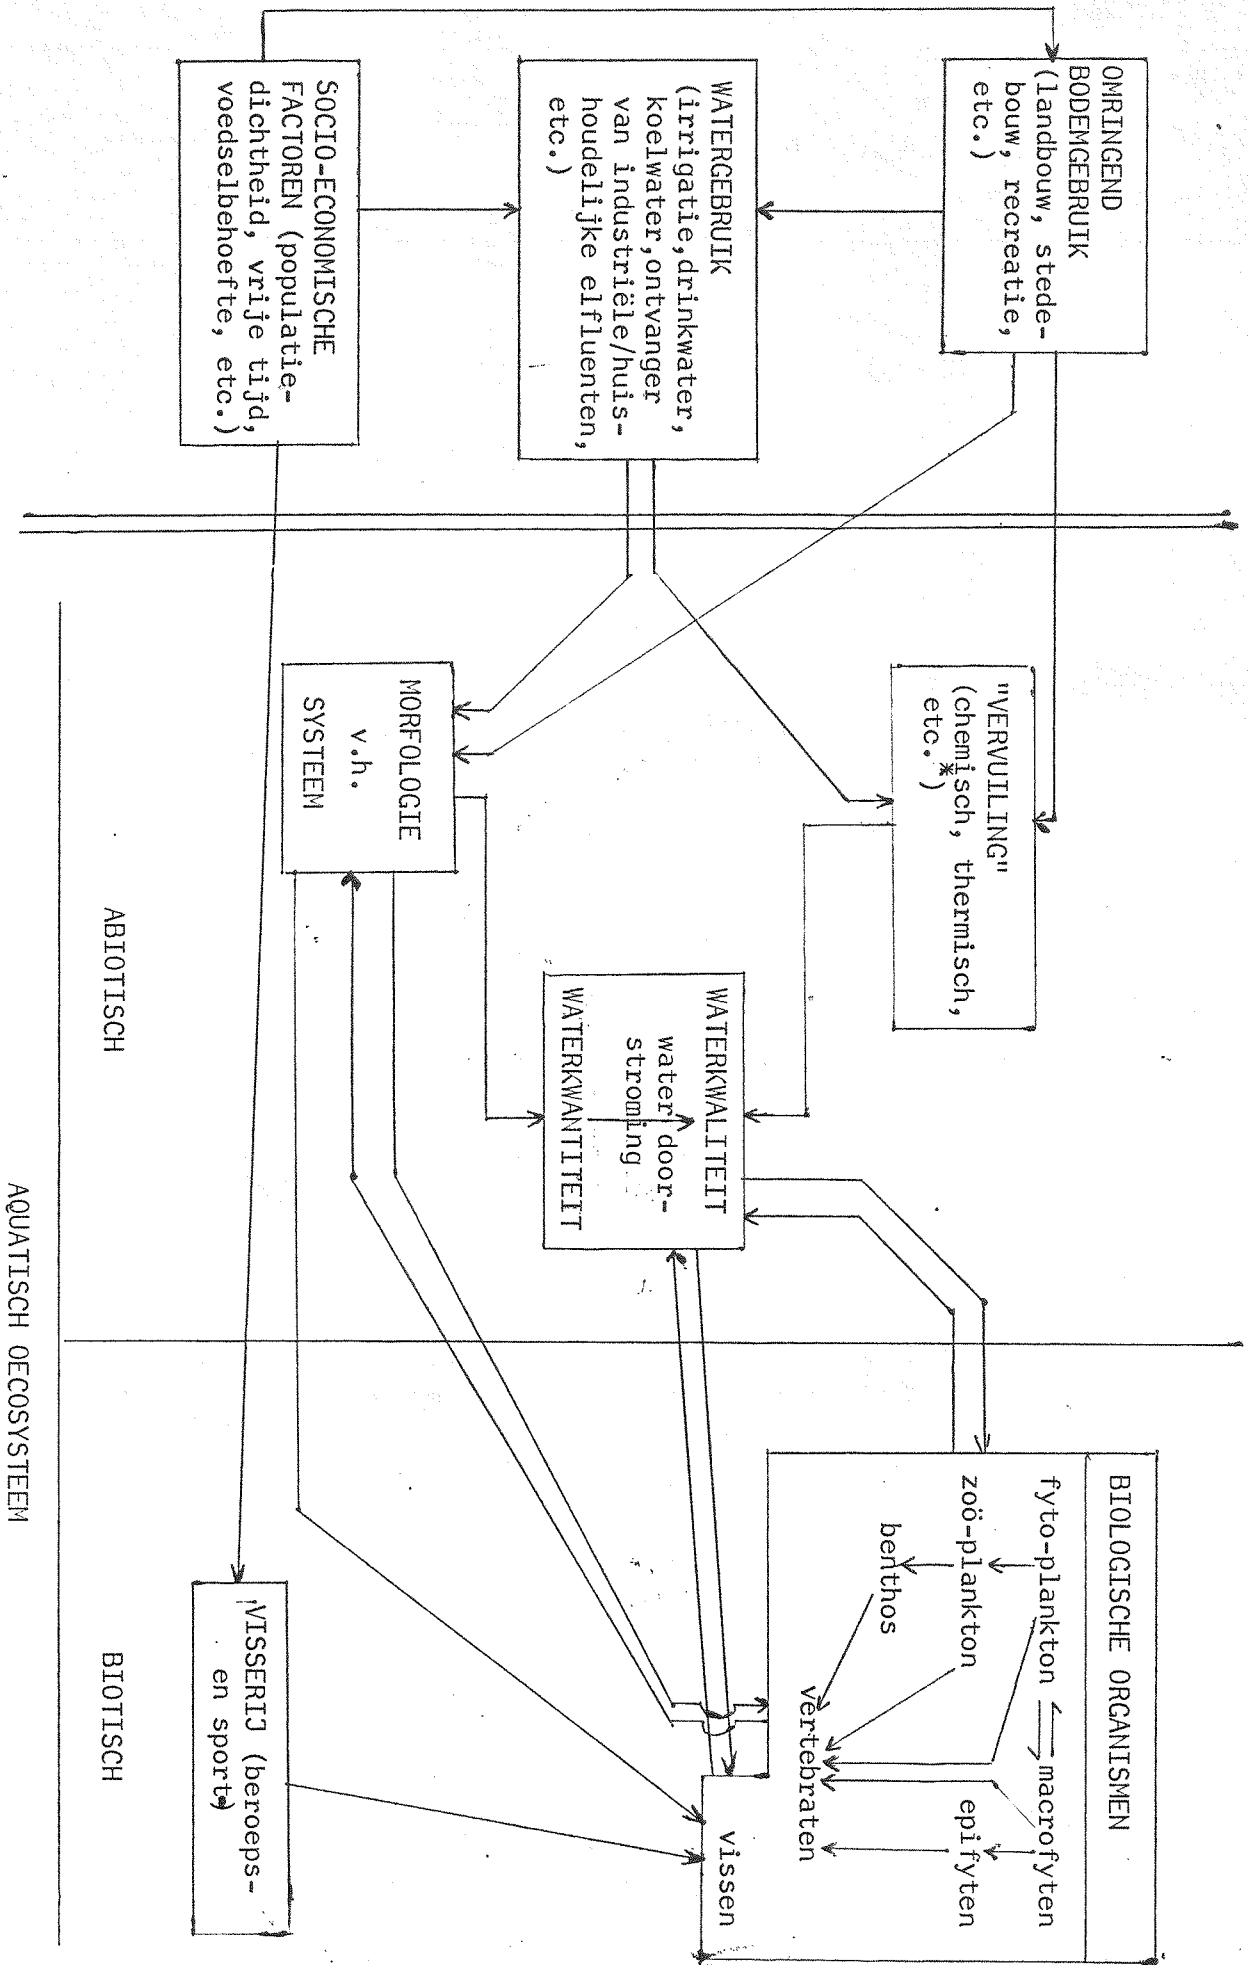 OMRINGEND
BODEMGEBRUIK
(landbouw, stede-
bouw, recreatie,
etc.)
WATERGEBRUIK
(irrigatie,drinkwater,
koelwater,ontvanger
van industriële/huis-
houdelijke elfluenten,
etc.)
SOCIO-ECONOMISCHE
FACTOREN (populatie-
dichtheid, vrije tijd,
voedselbehoefte, etc.)
"VERVUILING"
(chemisch, thermisch,
etc.*)
MORFOLOGIE
v.h.
SYSTEEM
WATERKWALITEIT
water door-
stroming
WATERKWANTITEIT
BIOLOGISCHE ORGANISMEN
fyto-plankton macrofyten
zoö-plankton epifyten
benthos
vertebraten
vissen
VISSERIJ (beroeps-
en sport)
ABIOTISCH BIOTISCH
AQUATISCH OECOSYSTEEM